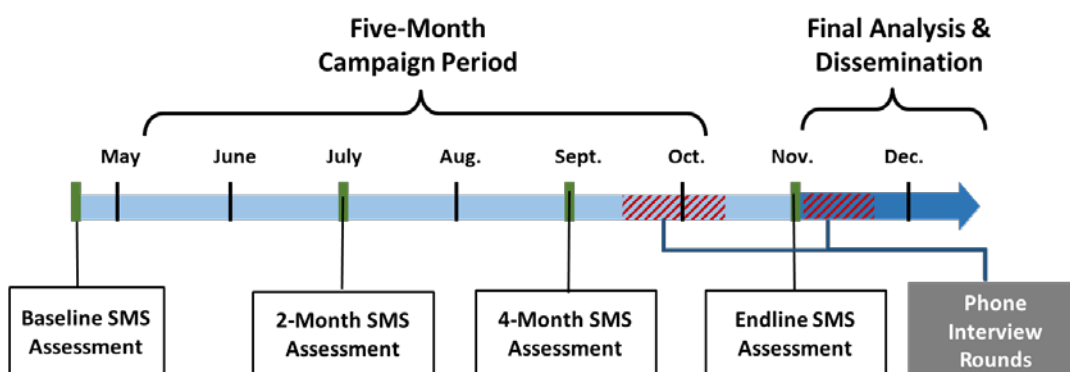 Five-Month
Campaign Period
Final Analysis &
Dissemination
May
June
July
Aug.
Sept.
Oct.
Nov.
Dec.
Baseline SMS
Assessment
2-Month SMS
Assessment
4-Month SMS
Assessment
Endline SMS
Assessment
Phone
Interview
Rounds